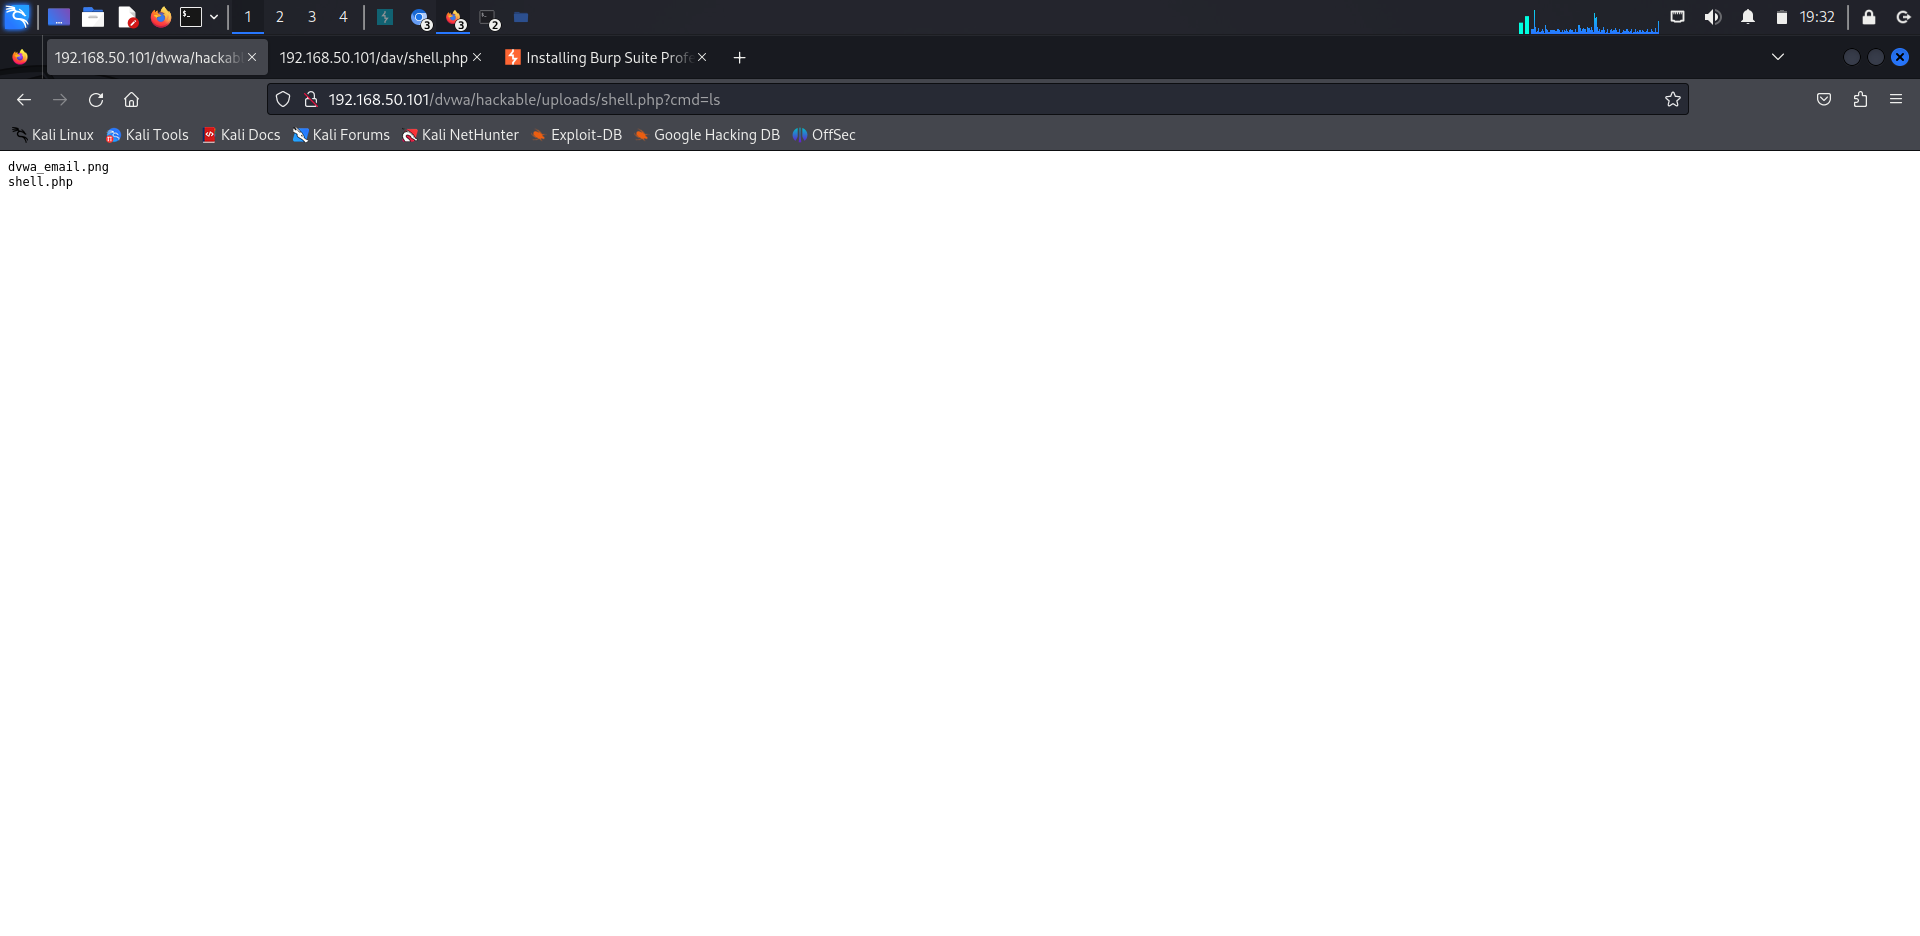 1 2 3 4 3 3 2 19:32
192.168.50.101/dvwa/hackabl 192.168.50.101/dav/shell.php Installing Burp Suite Profe
192.168.50.101/dvwa/hackable/uploads/shell.php?cmd=ls
Kali Linux Kali Tools Kali Docs Kali Forums Kali NetHunter Exploit-DB Google Hacking DB OffSec
dvwa_email.png
shell.php